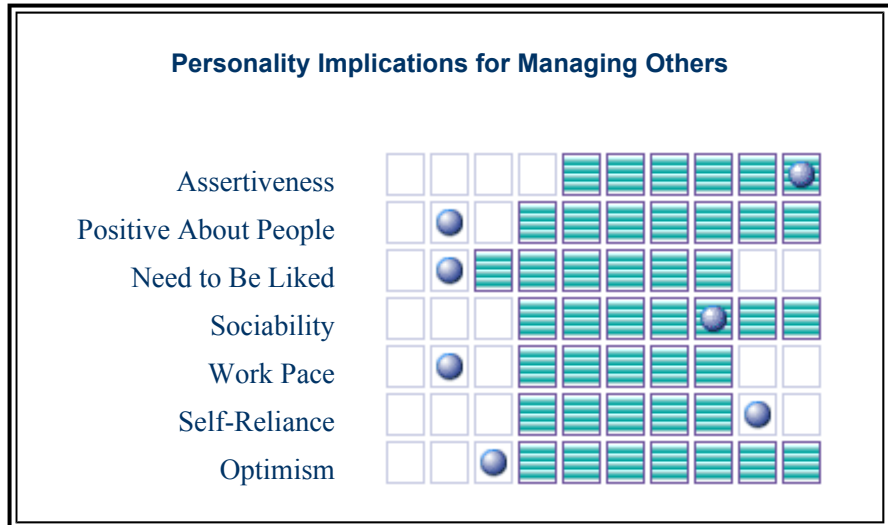 Personality Implications for Managing Others
Assertiveness
Positive About People
Need to Be Liked
Sociability
Work Pace
Self-Reliance
Optimism